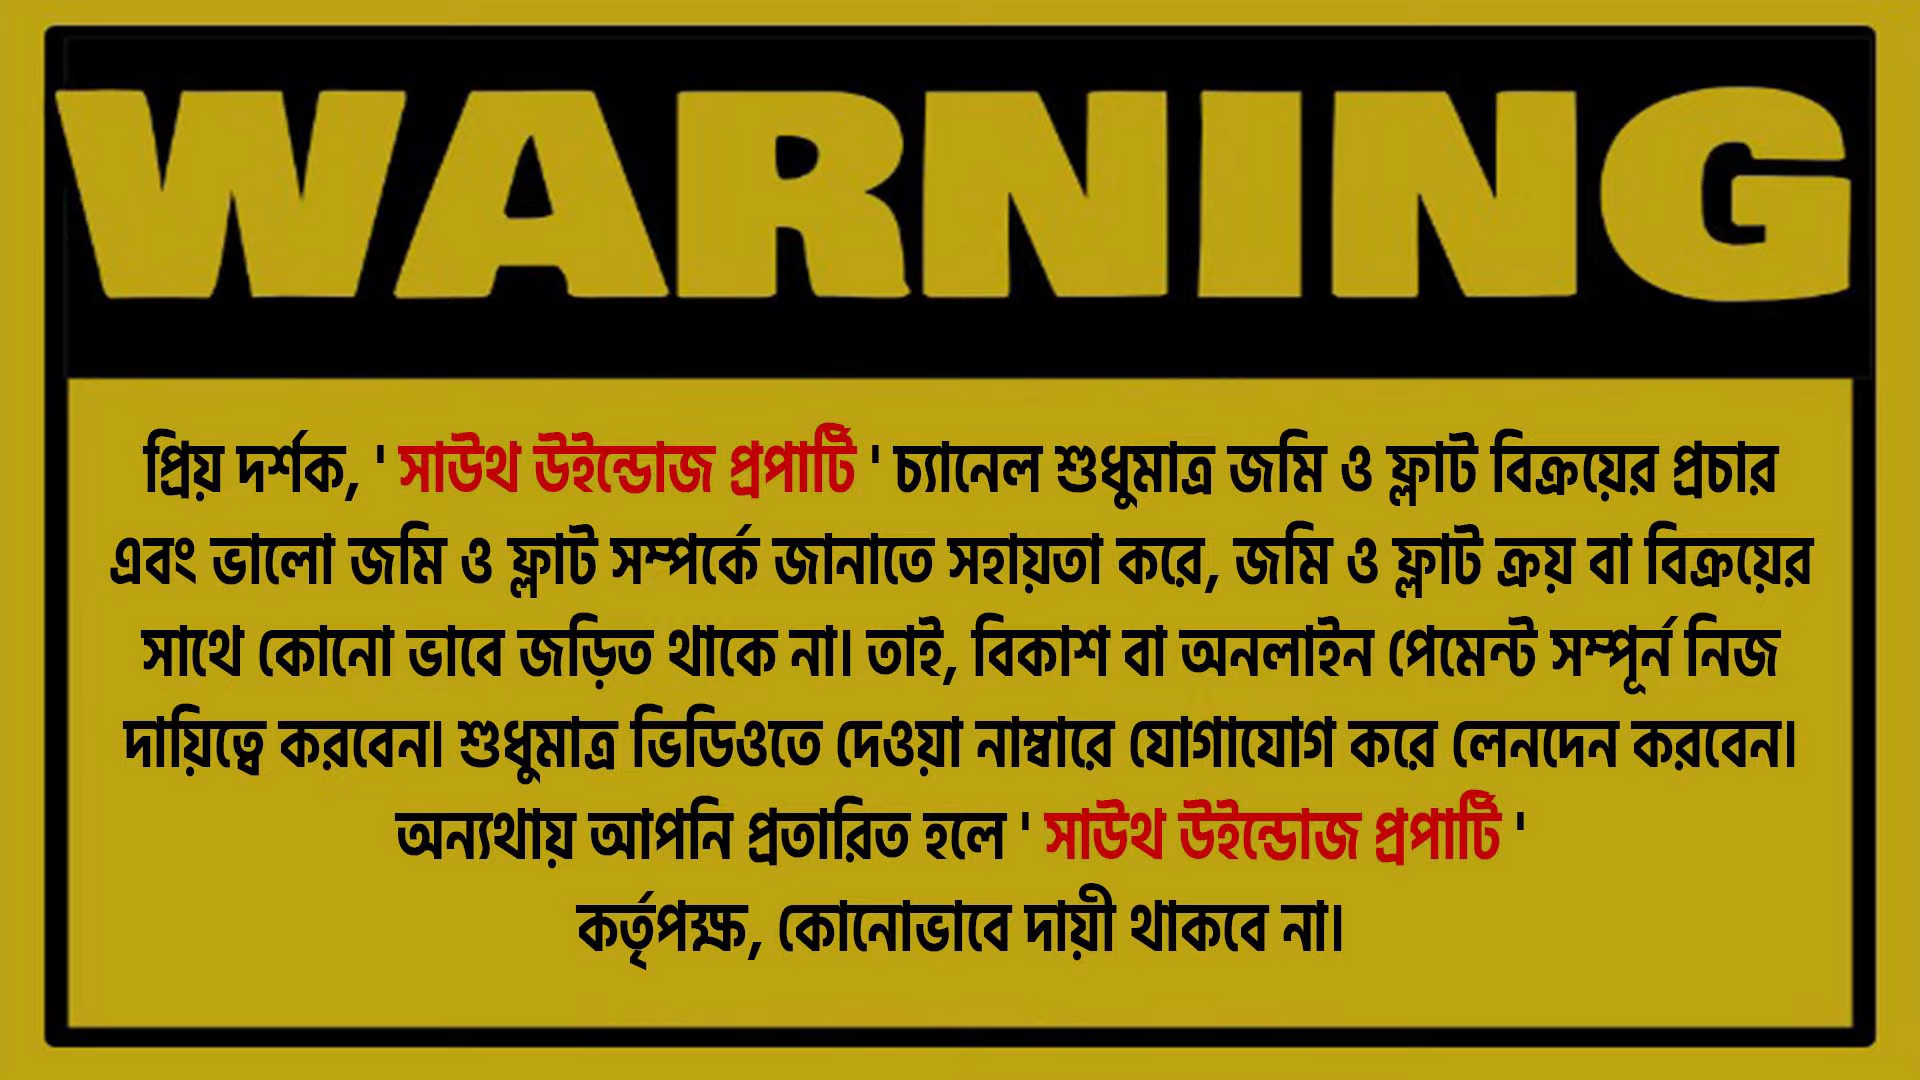 WARNING
প্রিয় দর্শক, ' সাউথ উইন্ডোজ প্রপার্টি ' চ্যানেল শুধুমাত্র জমি ও ফ্লাট বিক্রয়ের প্রচার
এবং ভালো জমি ও ফ্লাট সম্পর্কে জানাতে সহায়তা করে, জমি ও ফ্লাট ক্রয় বা বিক্রয়ের
সাথে কোনো ভাবে জড়িত থাকে না। তাই, বিকাশ বা অনলাইন পেমেন্ট সম্পূর্ন নিজ
দায়িত্বে করবেন। শুধুমাত্র ভিডিওতে দেওয়া নাম্বারে যোগাযোগ করে লেনদেন করবেন।
অন্যথায় আপনি প্রতারিত হলে ' সাউথ উইন্ডোজ প্রপার্টি '
কর্তৃপক্ষ, কোনোভাবে দায়ী থাকবে না।